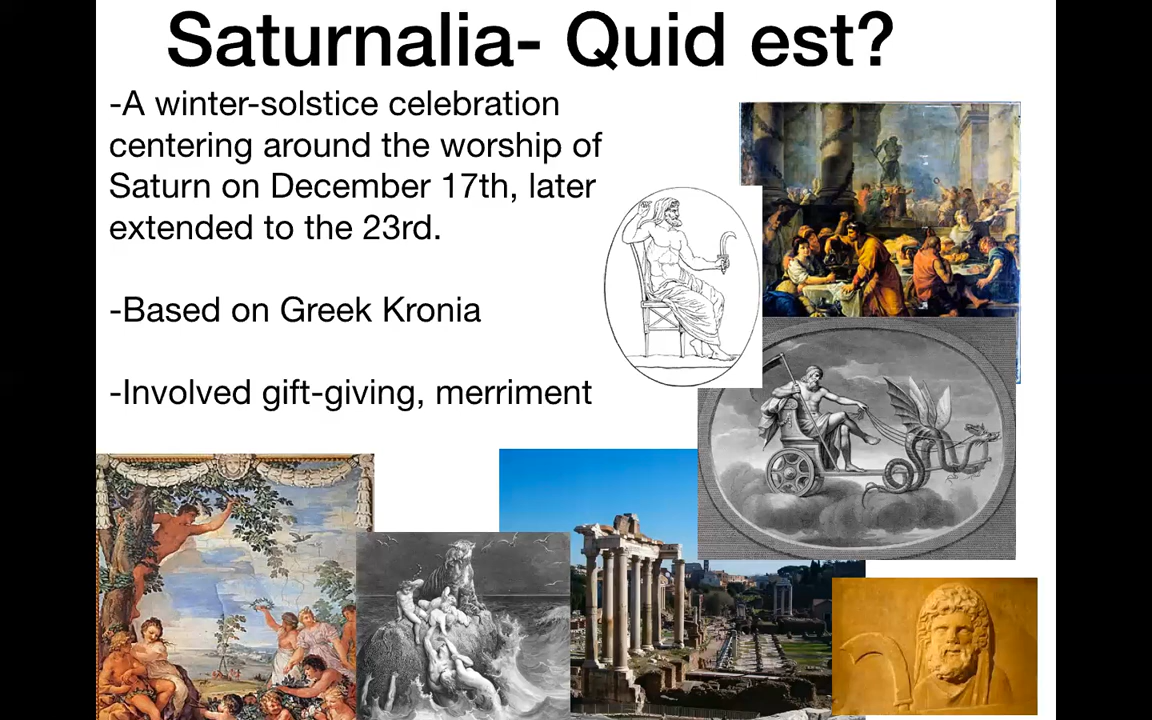 Saturnalia- Quid est?
-A winter-solstice celebration
centering around the worship of
Saturn on December 17th, later
extended to the 23rd.
-Based on Greek Kronia
-Involved gift-giving, merriment